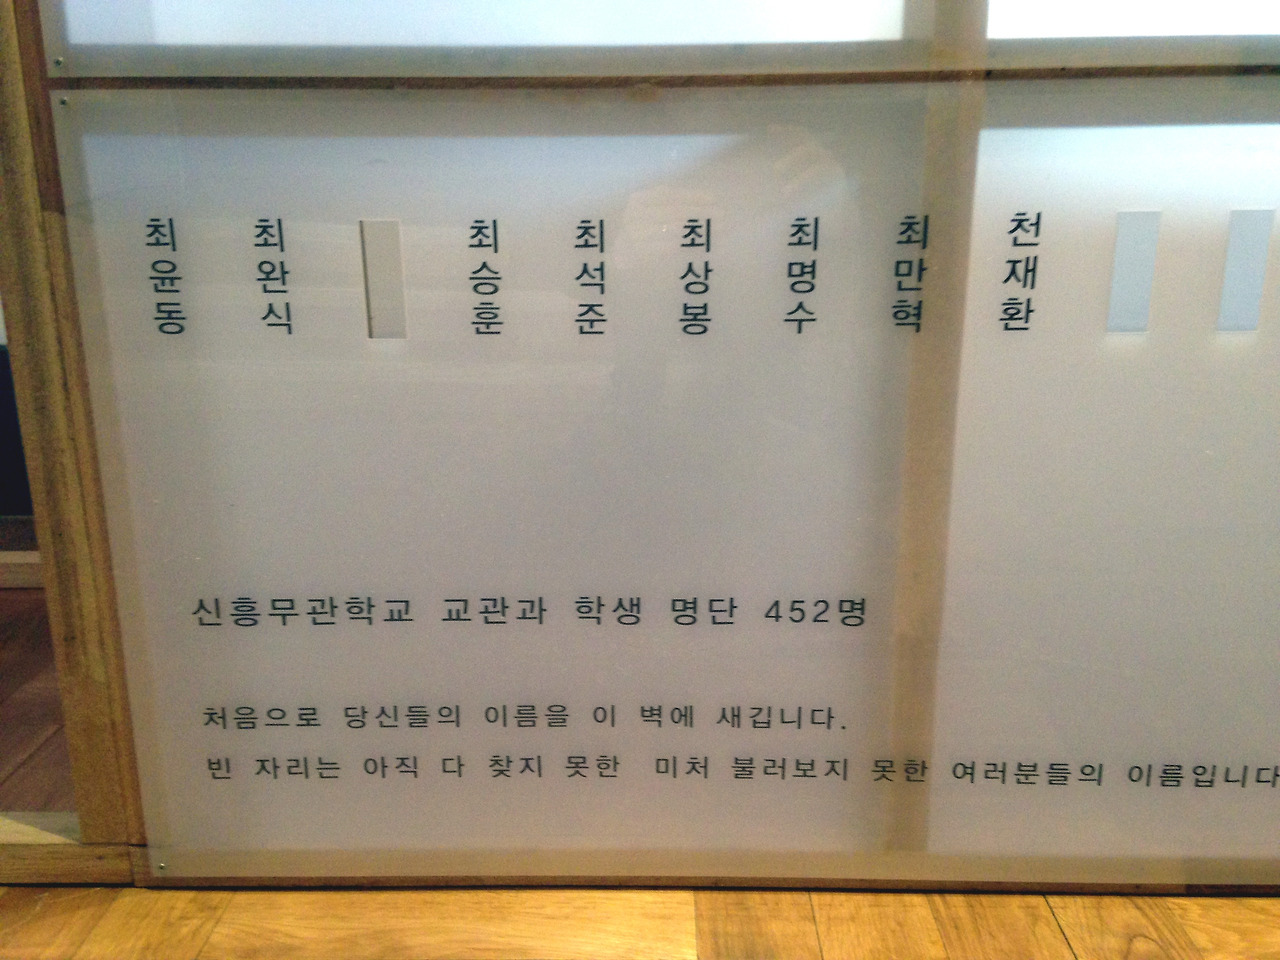 최윤동
최완식
최승훈
최석준
최상봉
최명수
최만혁
천재환
신흥무관학교 교관과 학생 명단 452명
처음으로 당신들의 이름을 이 벽에 새깁니다.
빈 자리는 아직 다 찾지 못한 미처 불러보지 못한 여러분들의 이름입니다